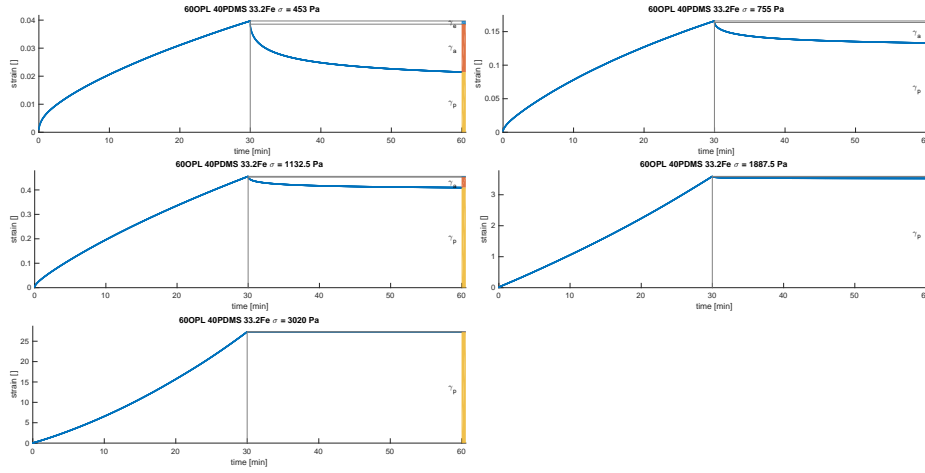 60OPL 40PDMS 33.2Fe σ = 453 Pa
0.04
0.03
0.02
0.01
0
strain []
γe
γa
γp
0 10 20 30 40 50 60
time [min]
60OPL 40PDMS 33.2Fe σ = 755 Pa
0.15
0.1
0.05
0
strain []
γa
γp
0 10 20 30 40 50 60
time [min]
60OPL 40PDMS 33.2Fe σ = 1132.5 Pa
0.4
0.3
0.2
0.1
0
strain []
γa
γp
0 10 20 30 40 50 60
time [min]
60OPL 40PDMS 33.2Fe σ = 1887.5 Pa
3
2
1
0
strain []
γp
0 10 20 30 40 50 60
time [min]
60OPL 40PDMS 33.2Fe σ = 3020 Pa
25
20
15
10
5
0
strain []
γp
0 10 20 30 40 50 60
time [min]